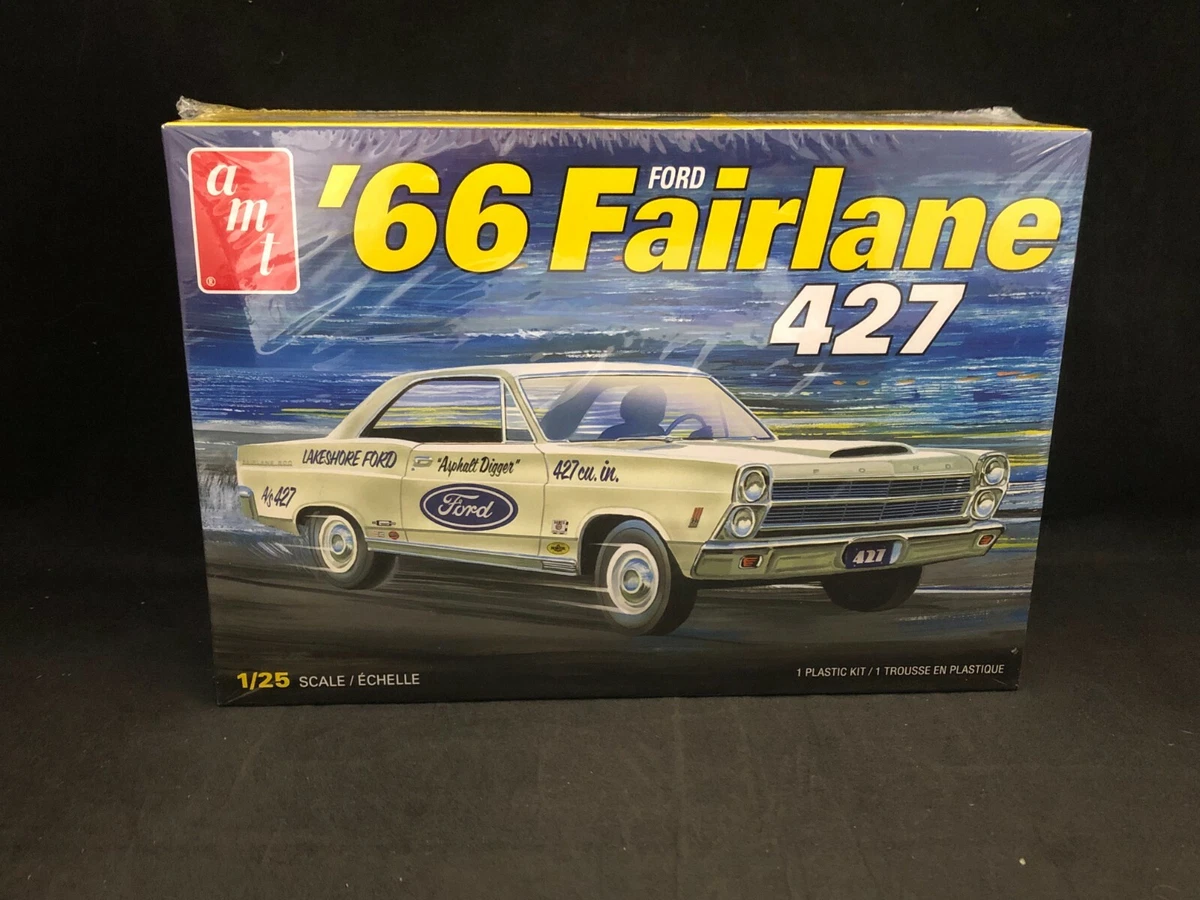 amt
®
'66 FORD Fairlane
427
LAKESHORE FORD
"Asphalt Digger"
427 cu. in.
FORD
A/S 427
Ford
427
1/25 SCALE / ÉCHELLE
1 PLASTIC KIT / 1 TROUSSE EN PLASTIQUE